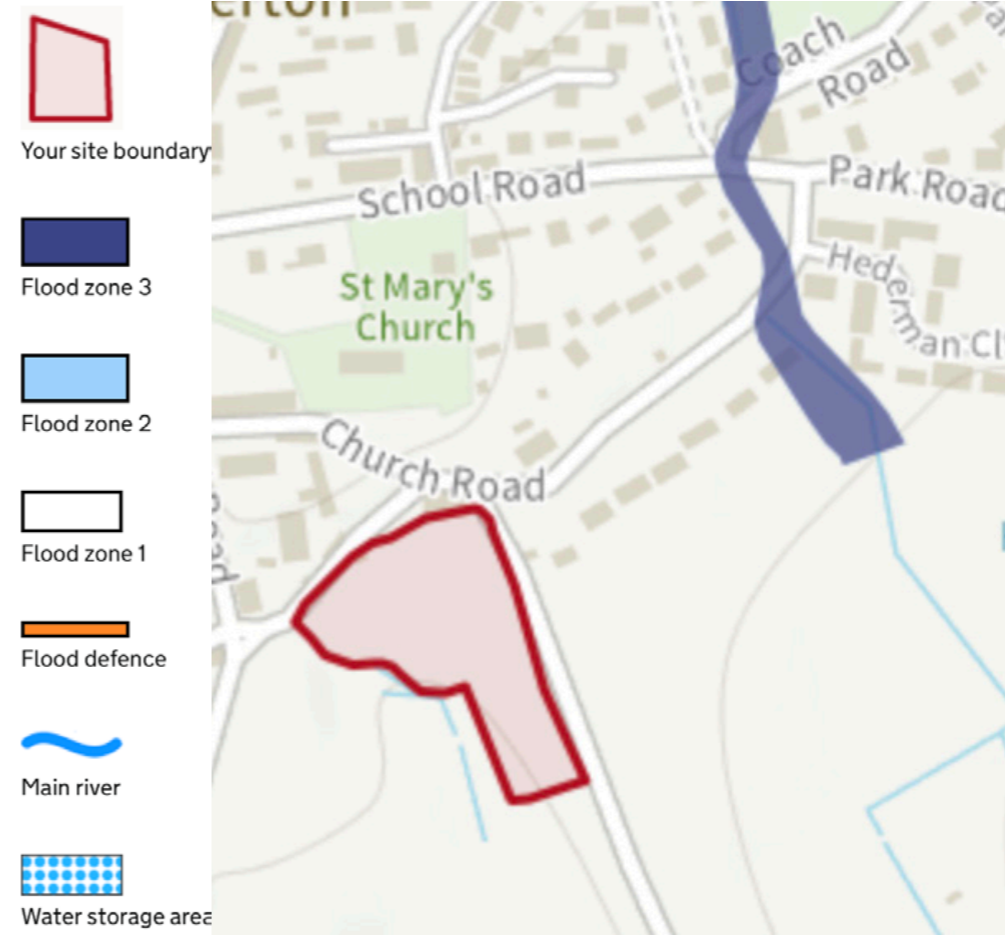 erton
Your site boundary
Flood zone 3
Flood zone 2
Flood zone 1
Flood defence
Main river
Water storage area
Coach
Road
School Road
Park Road
St Mary's
Church
Hederman Cl
Church Road